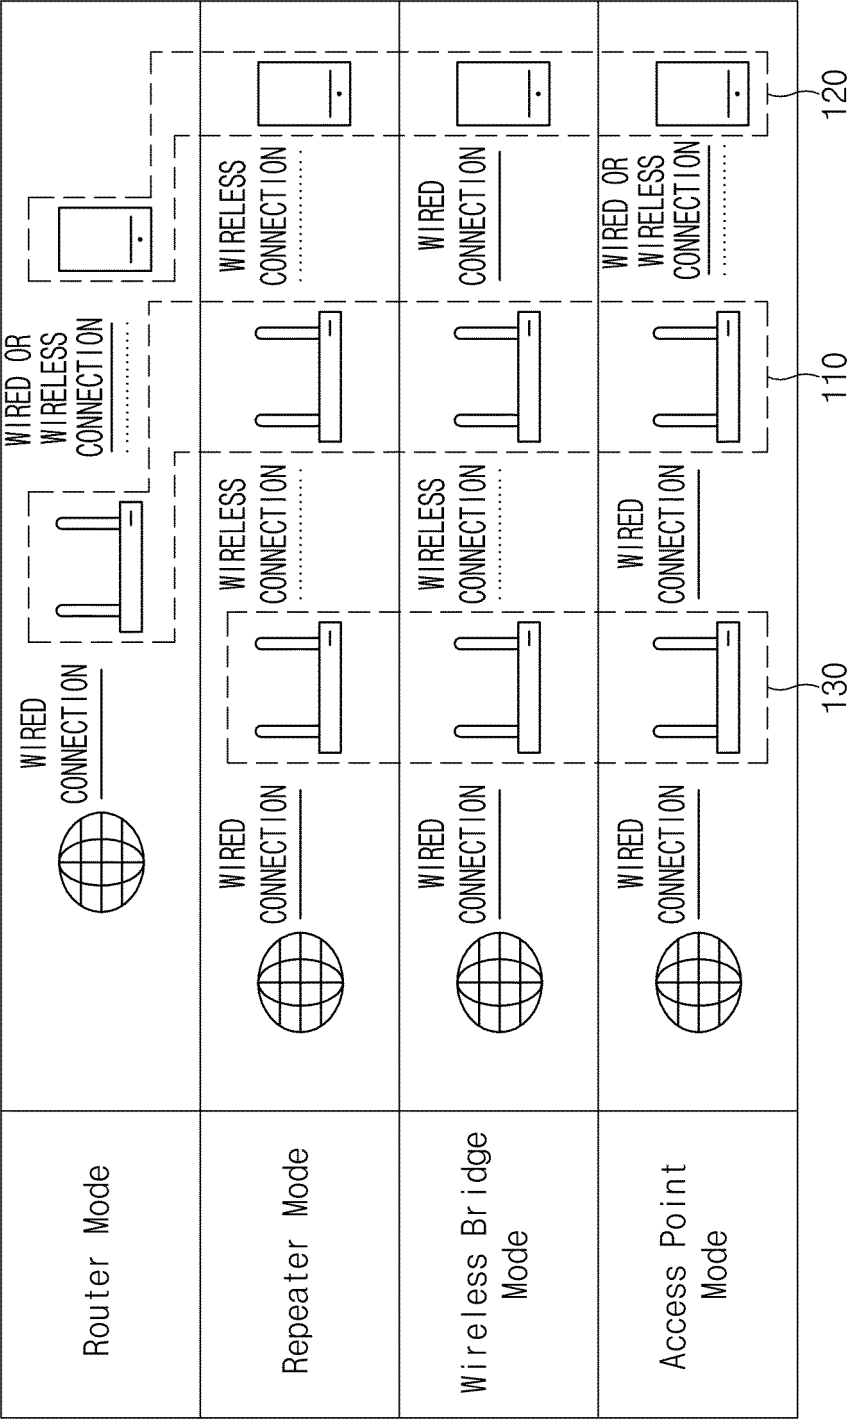 Router Mode
WIRED
CONNECTION
WIRED OR
WIRELESS
CONNECTION
Repeater Mode
WIRED
CONNECTION
WIRELESS
CONNECTION
WIRELESS
CONNECTION
Wireless Bridge
Mode
WIRED
CONNECTION
WIRELESS
CONNECTION
WIRED
CONNECTION
Access Point
Mode
WIRED
CONNECTION
WIRED
CONNECTION
WIRED OR
WIRELESS
CONNECTION
130
110
120